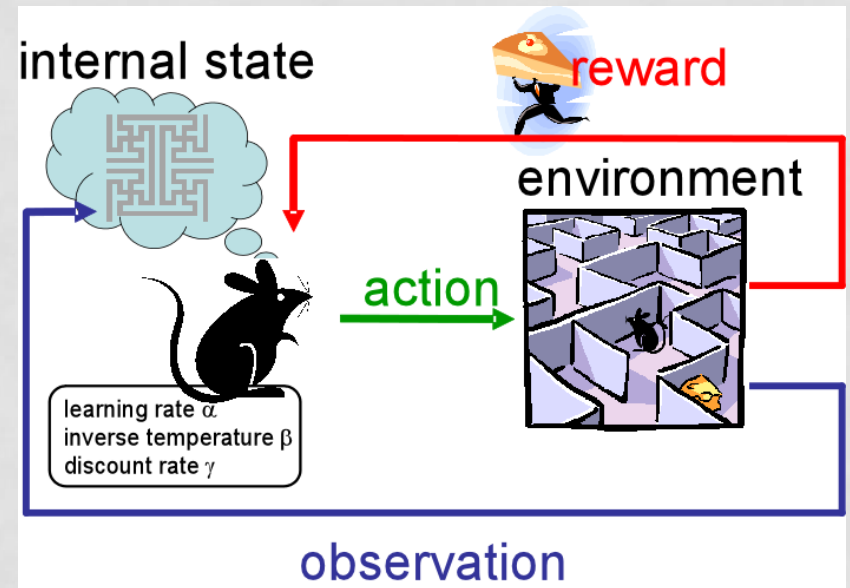 internal state
reward
environment
action
learning rate α
inverse temperature β
discount rate γ
observation